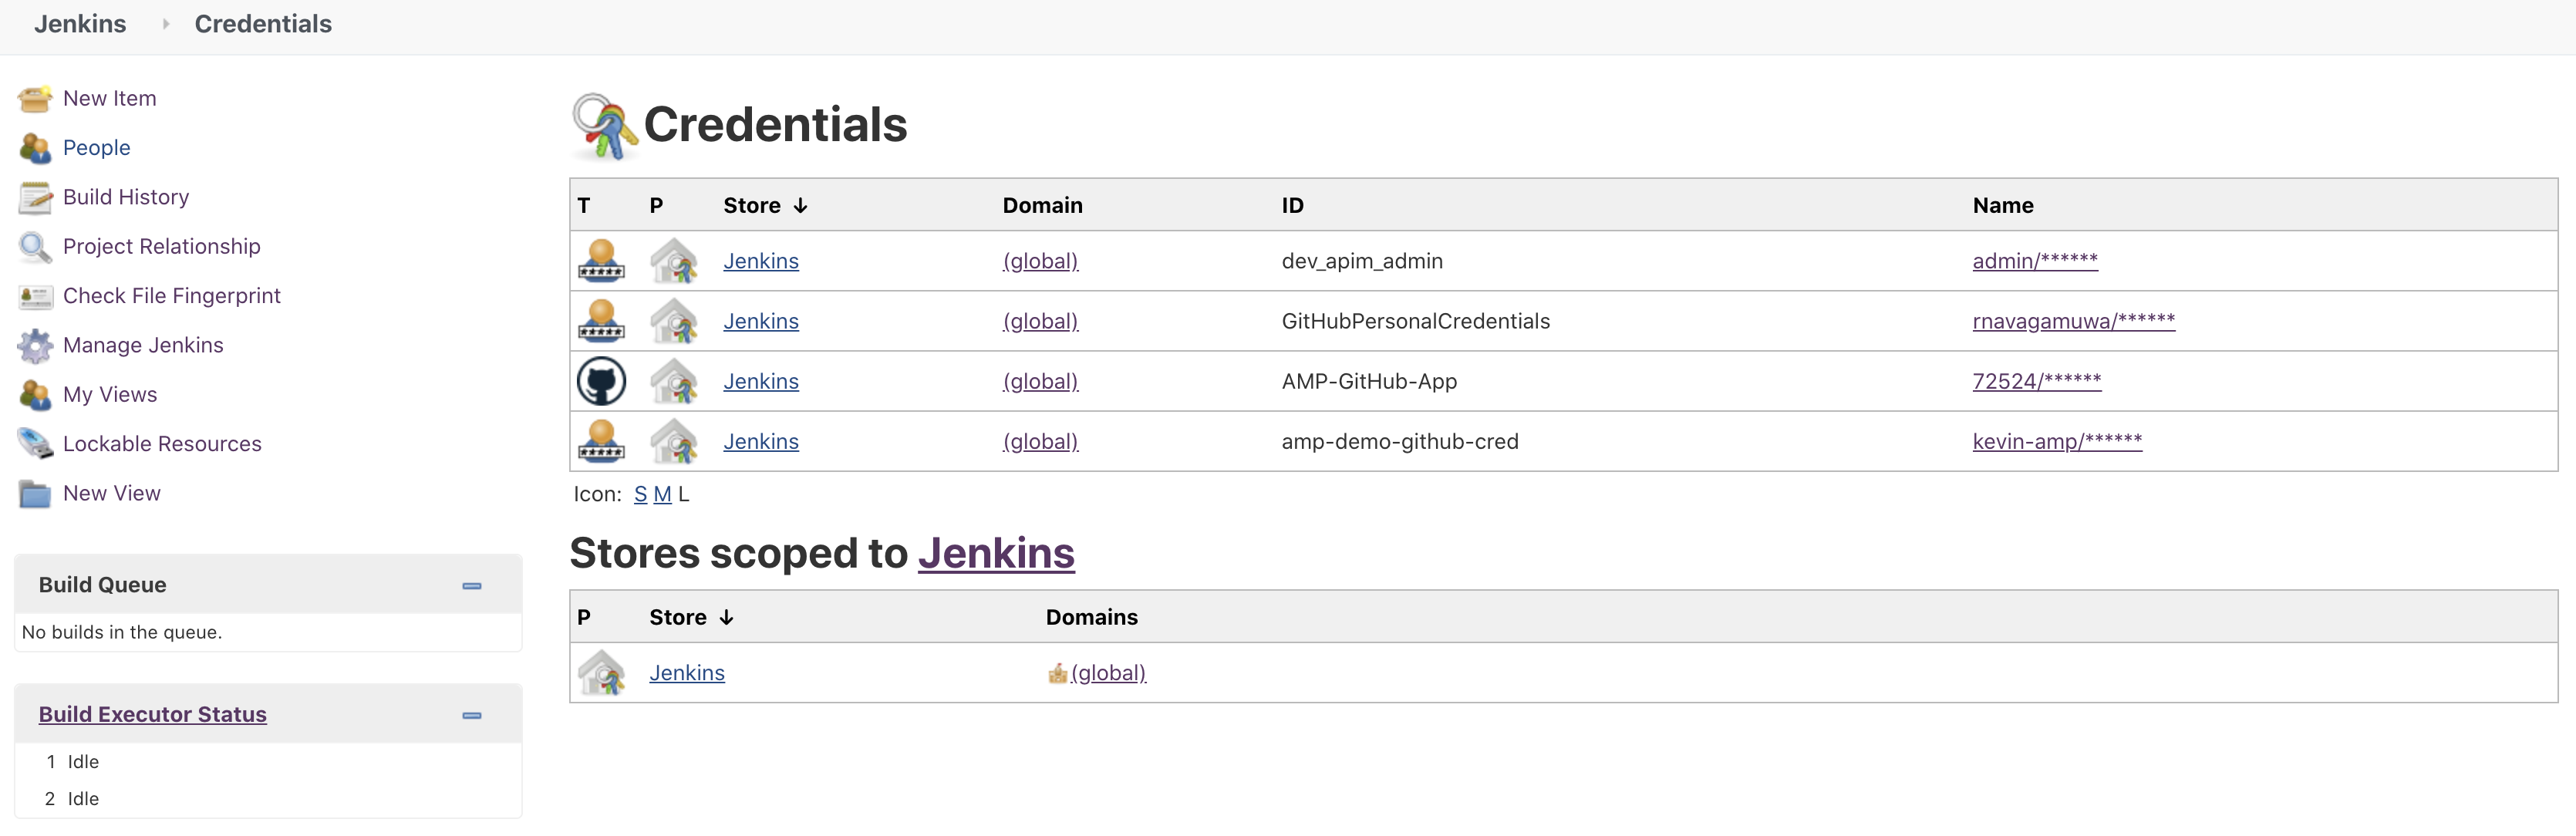 Jenkins Credentials
New Item
People
Build History
Project Relationship
Check File Fingerprint
Manage Jenkins
My Views
Lockable Resources
New View
Build Queue
No builds in the queue.
Build Executor Status
1 Idle
2 Idle
Credentials
T P Store ↓ Domain ID Name
Jenkins (global) dev_apim_admin admin/******
Jenkins (global) GitHubPersonalCredentials rnavagamuwa/******
Jenkins (global) AMP-GitHub-App 72524/******
Jenkins (global) amp-demo-github-cred kevin-amp/******
Icon: S M L
Stores scoped to Jenkins
P Store ↓ Domains
Jenkins (global)